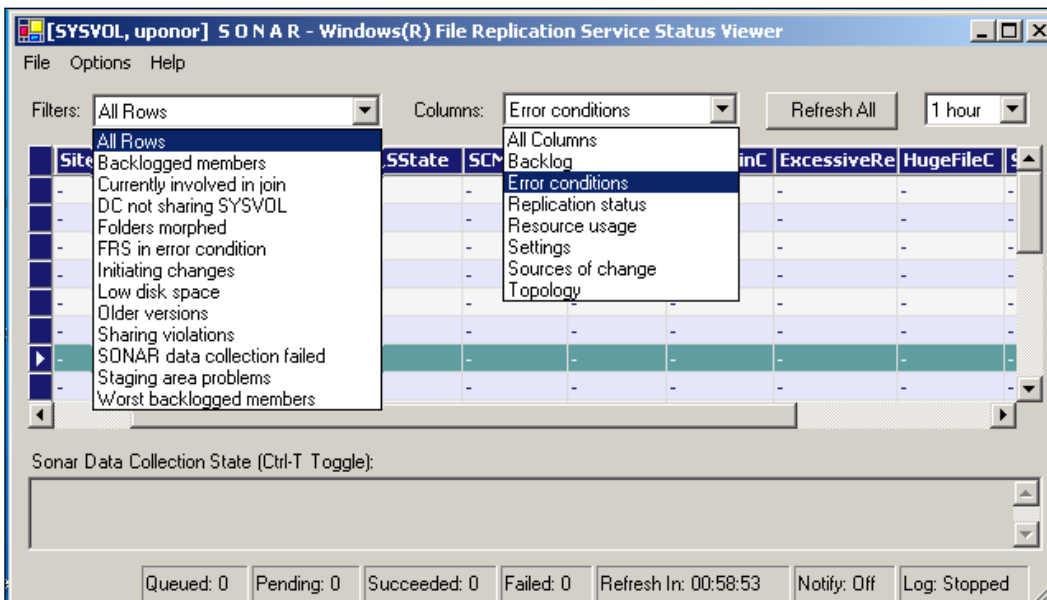 [SYSVOL, uponor] S O N A R - Windows(R) File Replication Service Status Viewer
File Options Help
Filters: All Rows Columns: Error conditions Refresh All 1 hour
All Rows
Backlogged members
Currently involved in join
DC not sharing SYSVOL
Folders morphed
FRS in error condition
Initiating changes
Low disk space
Older versions
Sharing violations
SONAR data collection failed
Staging area problems
Worst backlogged members
All Columns
Backlog
Error conditions
Replication status
Resource usage
Settings
Sources of change
Topology
ExcessiveRe HugeFileC
Sonar Data Collection State (Ctrl-T Toggle):
Queued: 0 Pending: 0 Succeeded: 0 Failed: 0 Refresh In: 00:58:53 Notify: Off Log: Stopped